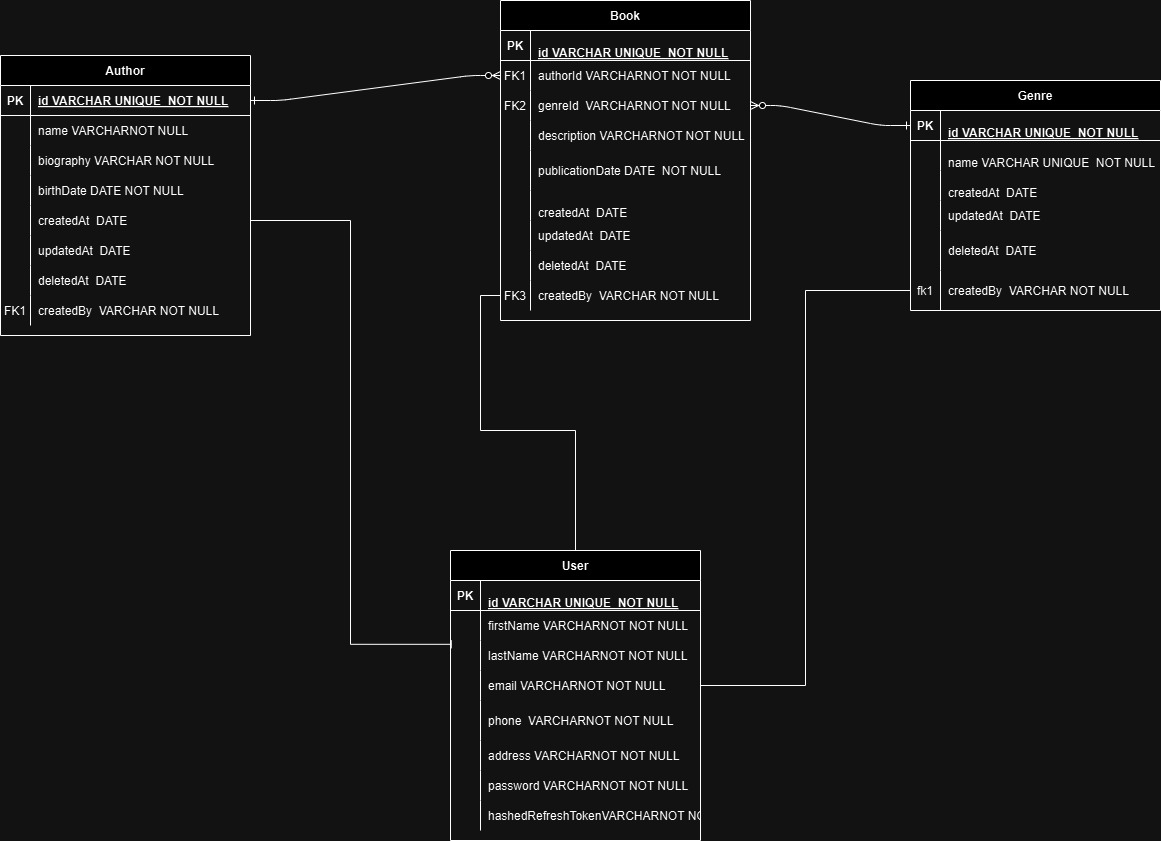 Author
PK id VARCHAR UNIQUE  NOT NULL
name VARCHARNOT NULL
biography VARCHAR NOT NULL
birthDate DATE NOT NULL
createdAt  DATE
updatedAt  DATE
deletedAt  DATE
FK1 createdBy  VARCHAR NOT NULL
Book
PK id VARCHAR UNIQUE  NOT NULL
FK1 authorId VARCHARNOT NOT NULL
FK2 genreId  VARCHARNOT NOT NULL
description VARCHARNOT NOT NULL
publicationDate DATE  NOT NULL
createdAt  DATE
updatedAt  DATE
deletedAt  DATE
FK3 createdBy  VARCHAR NOT NULL
Genre
PK id VARCHAR UNIQUE  NOT NULL
name VARCHAR UNIQUE  NOT NULL
createdAt  DATE
updatedAt  DATE
deletedAt  DATE
fk1 createdBy  VARCHAR NOT NULL
User
PK id VARCHAR UNIQUE  NOT NULL
firstName VARCHARNOT NOT NULL
lastName VARCHARNOT NOT NULL
email VARCHARNOT NOT NULL
phone  VARCHARNOT NOT NULL
address VARCHARNOT NOT NULL
password VARCHARNOT NOT NULL
hashedRefreshTokenVARCHARNOT